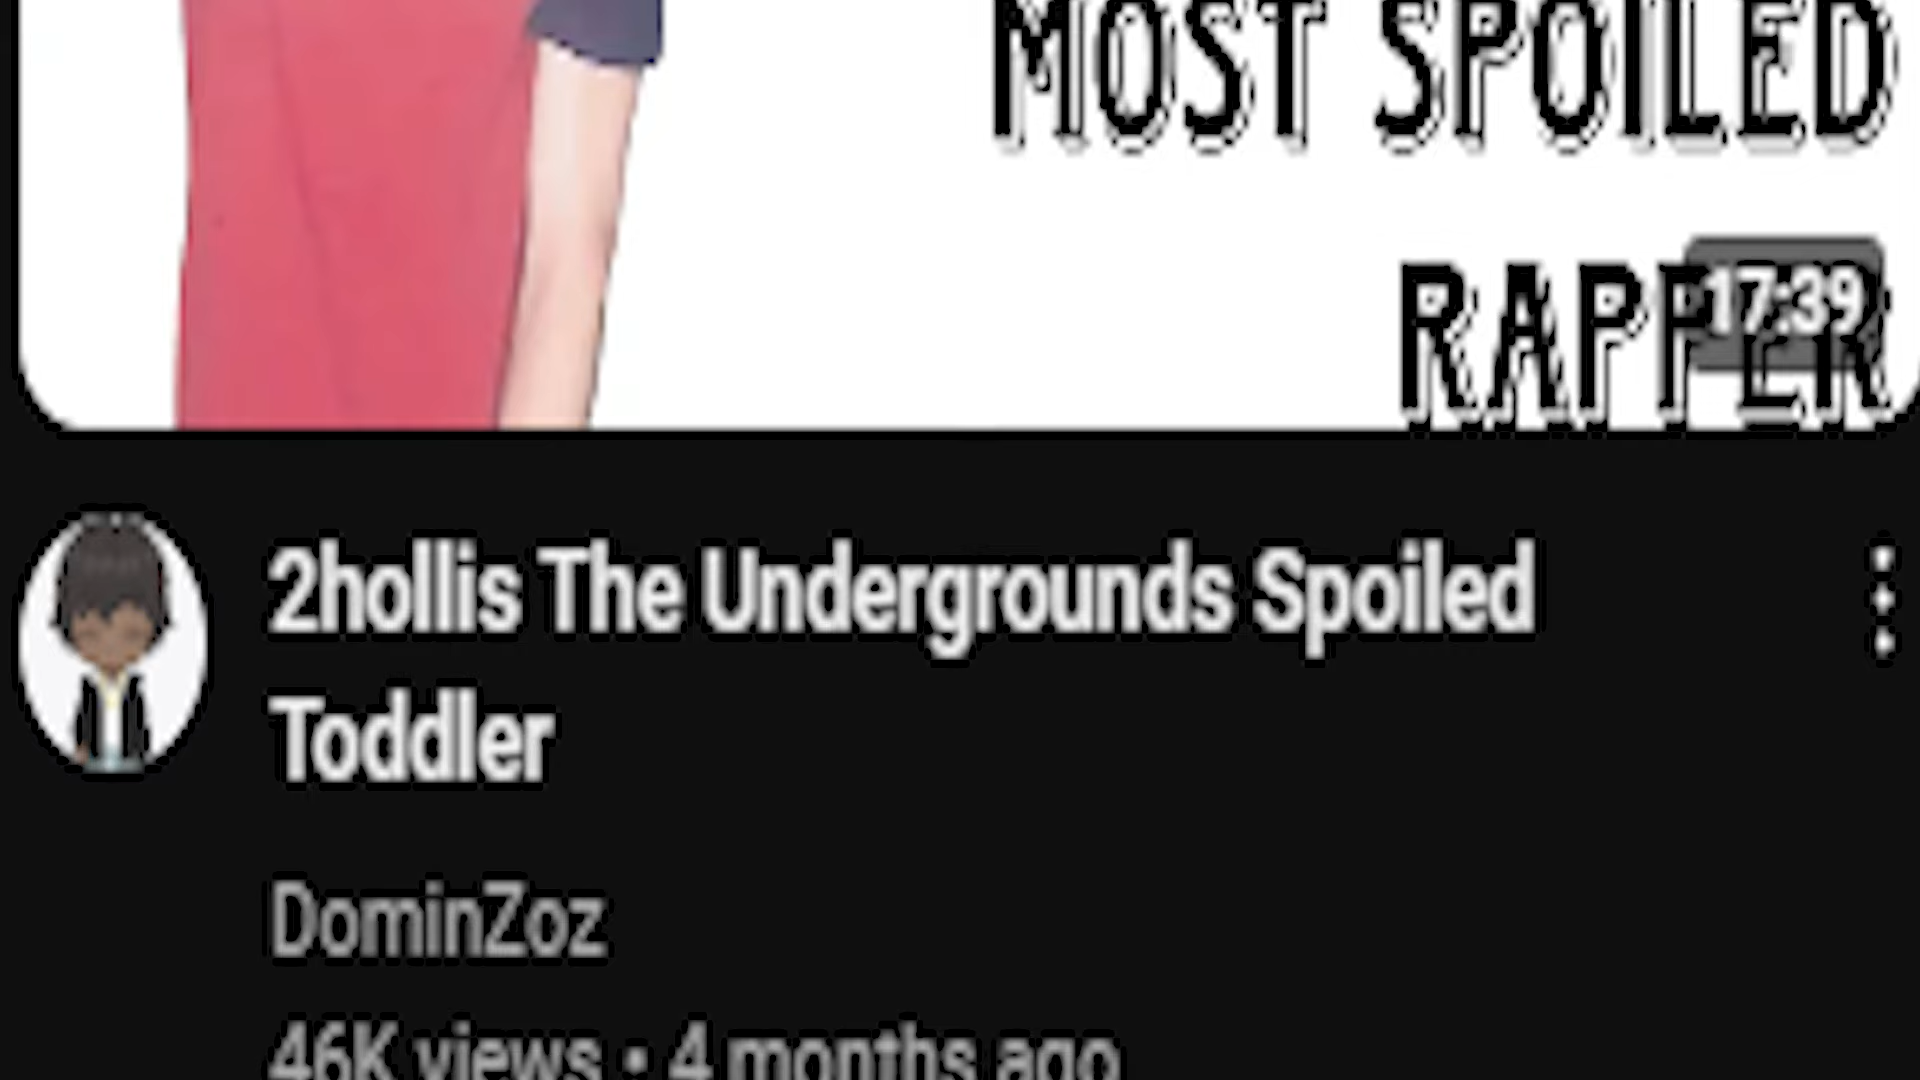 MOST SPOILED
RAPPER
17:39
2hollis The Undergrounds Spoiled
Toddler
DominZoz
46K views • 4 months ago